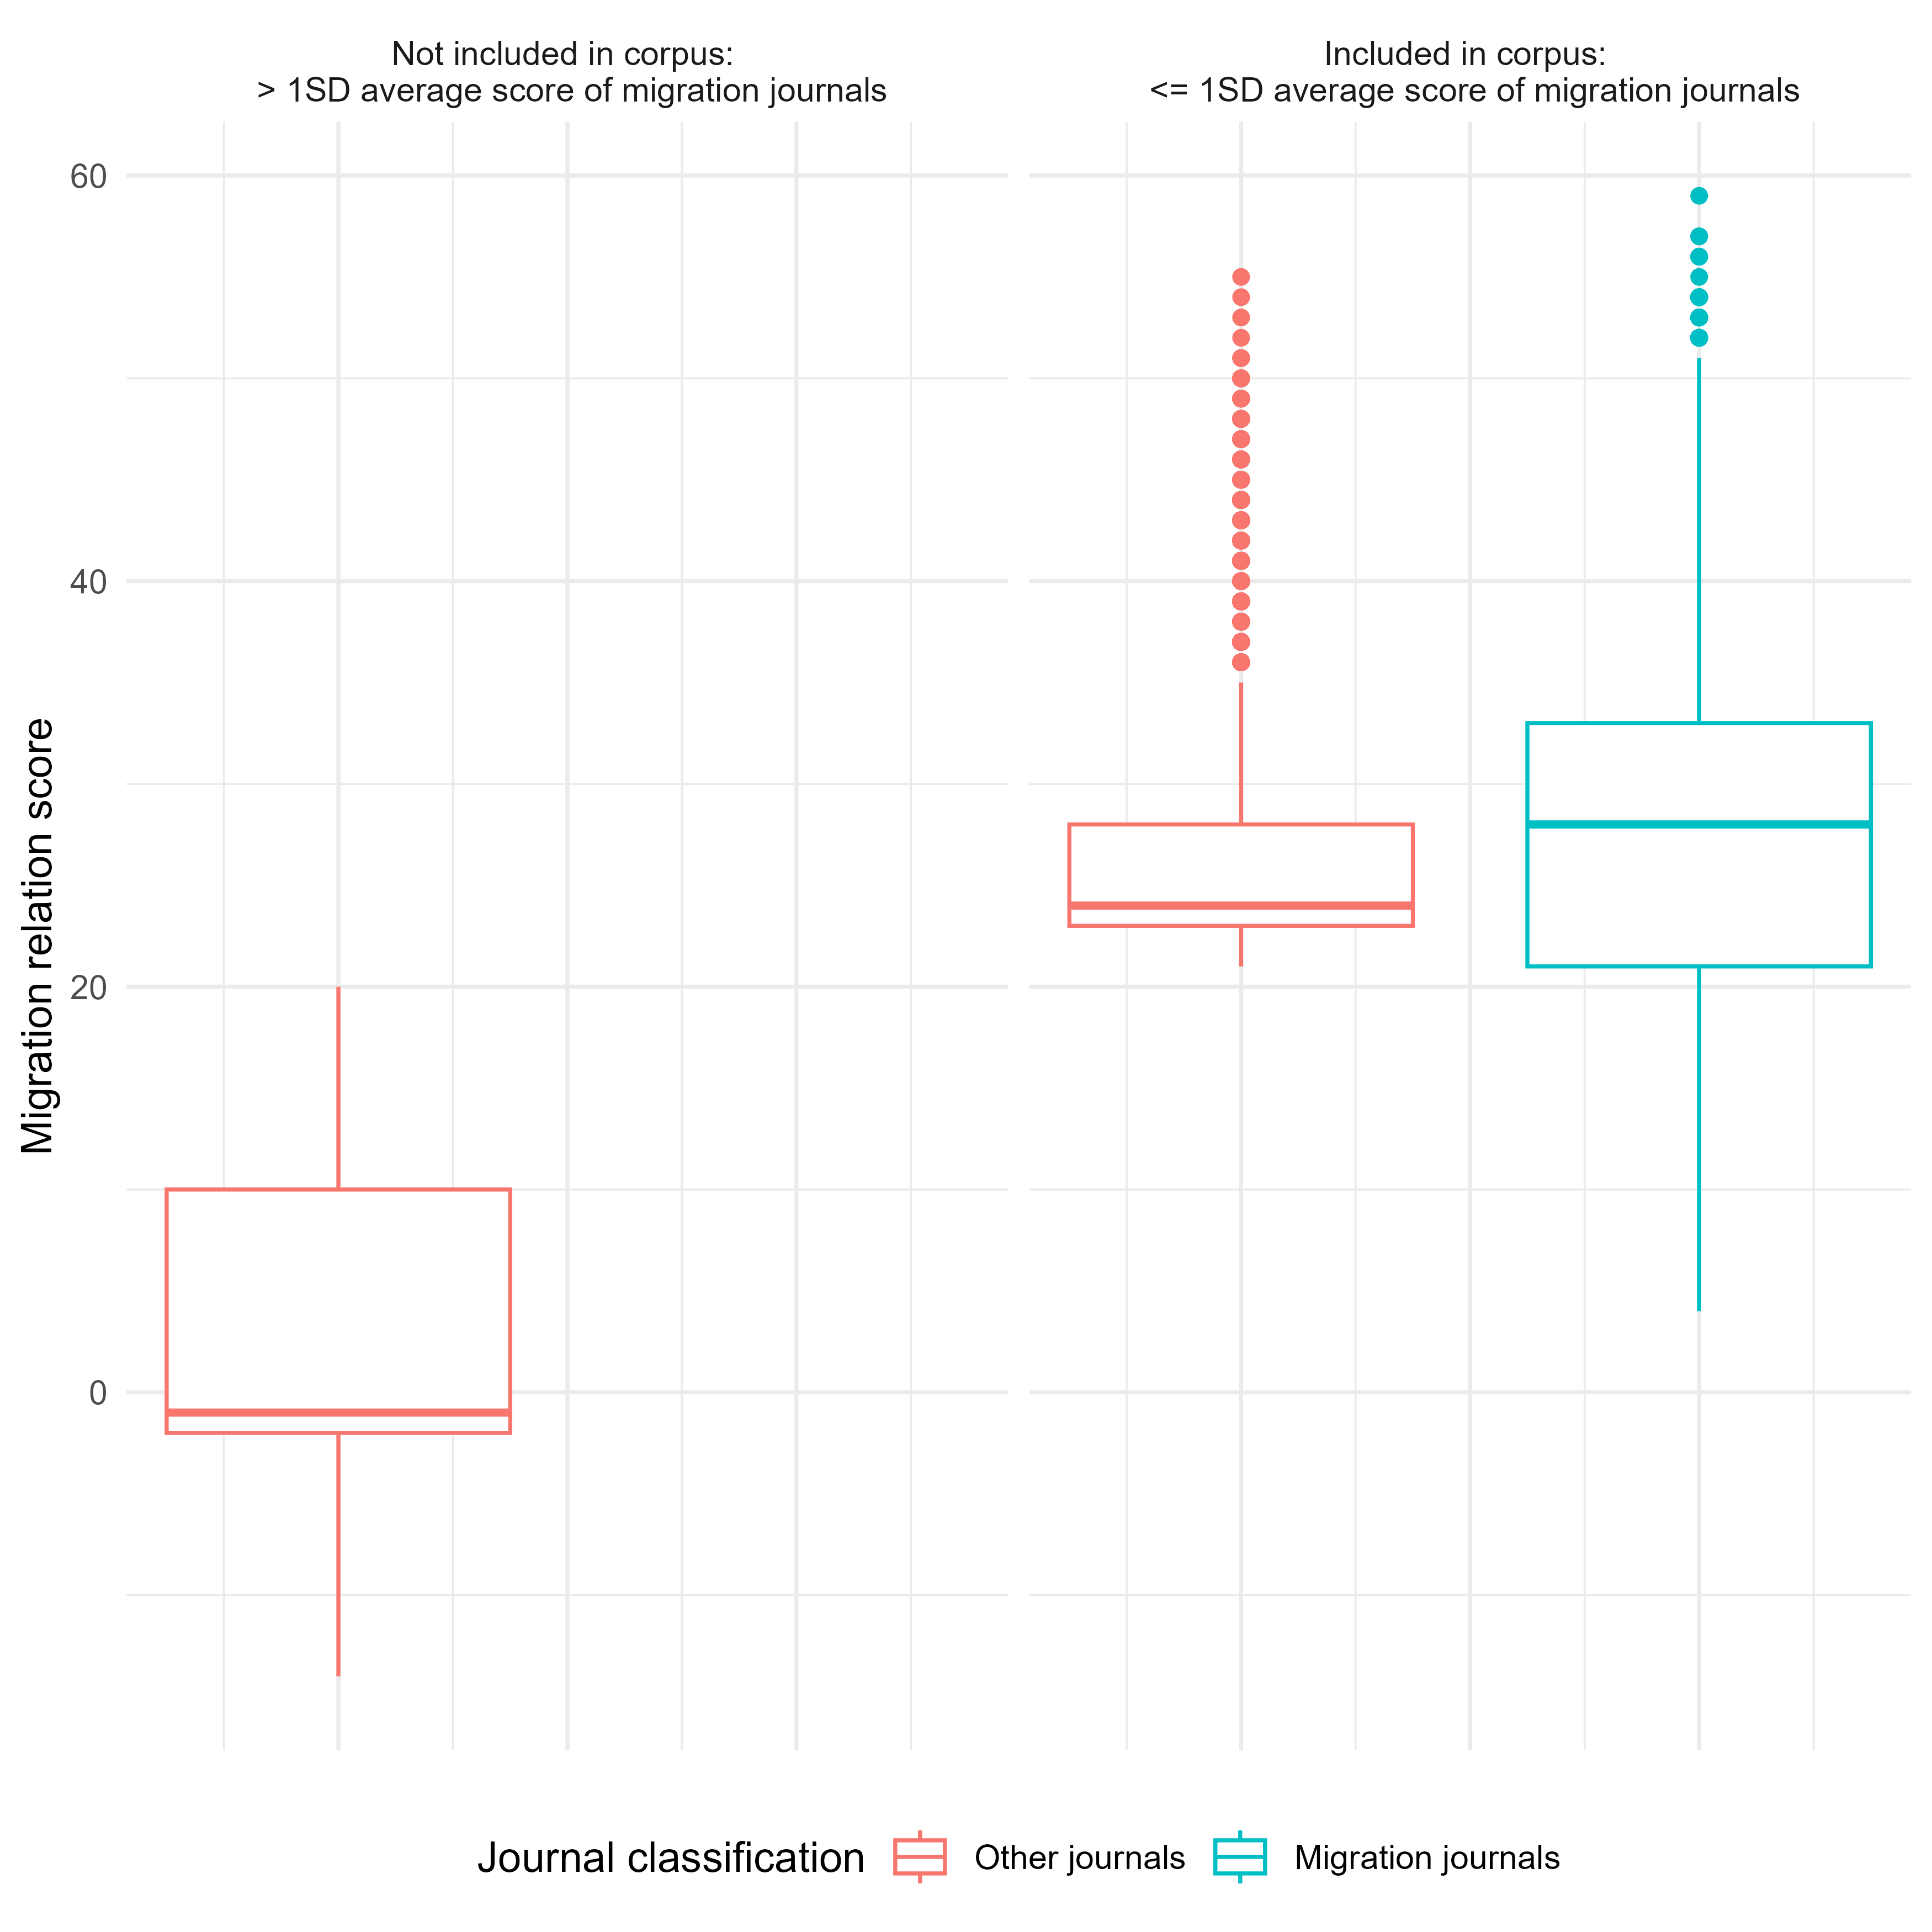 Not included in corpus:
> 1SD average score of migration journals
Included in corpus:
<= 1SD average score of migration journals
60
40
20
0
Migration relation score
Journal classification
Other journals
Migration journals